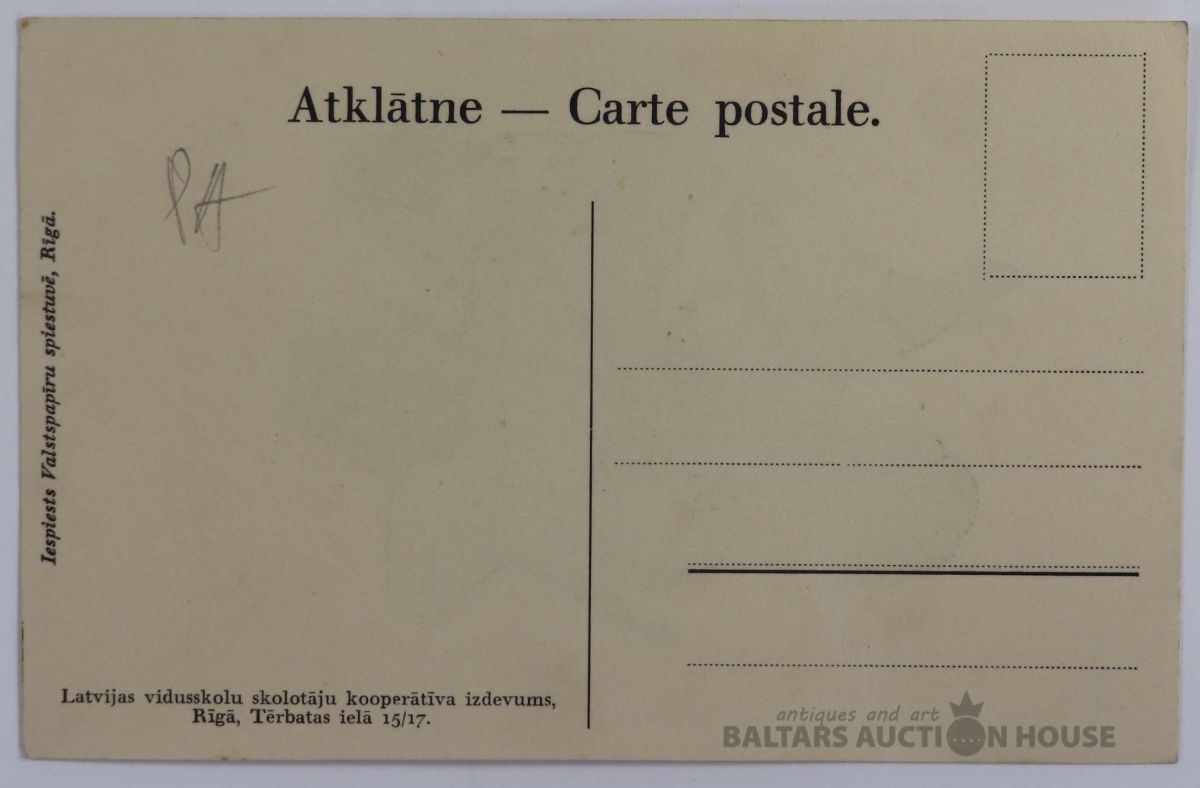 Atklātne — Carte postale.
PA
Iespiests Valstspapīru spiestuvē, Rīgā.
Latvijas vidusskolu skolotāju kooperātīva izdevums,
Rīgā, Tērbatas ielā 15/17.
antiques and art
BALTARS AUCTION HOUSE